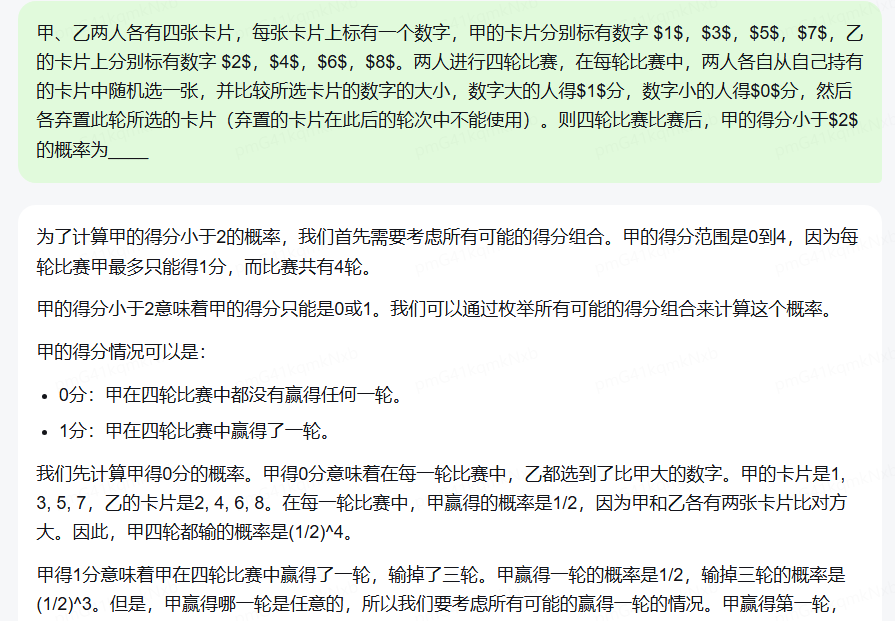 甲、乙两人各有四张卡片，每张卡片上标有一个数字，甲的卡片分别标有数字 $1$，$3$，$5$，$7$，乙
的卡片上分别标有数字 $2$，$4$，$6$，$8$。两人进行四轮比赛，在每轮比赛中，两人各自从自己持有
的卡片中随机选一张，并比较所选卡片的数字的大小，数字大的人得$1$分，数字小的人得$0$分，然后
各弃置此轮所选的卡片（弃置的卡片在此后的轮次中不能使用）。则四轮比赛比赛后，甲的得分小于$2$
的概率为____
为了计算甲的得分小于2的概率，我们首先需要考虑所有可能的得分组合。甲的得分范围是0到4，因为每
轮比赛甲最多只能得1分，而比赛共有4轮。
甲的得分小于2意味着甲的得分只能是0或1。我们可以通过枚举所有可能的得分组合来计算这个概率。
甲的得分情况可以是：
• 0分：甲在四轮比赛中都没有赢得任何一轮。
• 1分：甲在四轮比赛中赢得了一轮。
我们先计算甲得0分的概率。甲得0分意味着在每一轮比赛中，乙都选到了比甲大的数字。甲的卡片是1,
3, 5, 7，乙的卡片是2, 4, 6, 8。在每一轮比赛中，甲赢得的概率是1/2，因为甲和乙各有两张卡片比对方
大。因此，甲四轮都输的概率是(1/2)^4。
甲得1分意味着甲在四轮比赛中赢得了一轮，输掉了三轮。甲赢得一轮的概率是1/2，输掉三轮的概率是
(1/2)^3。但是，甲赢得哪一轮是任意的，所以我们要考虑所有可能的赢得一轮的情况。甲赢得第一轮，